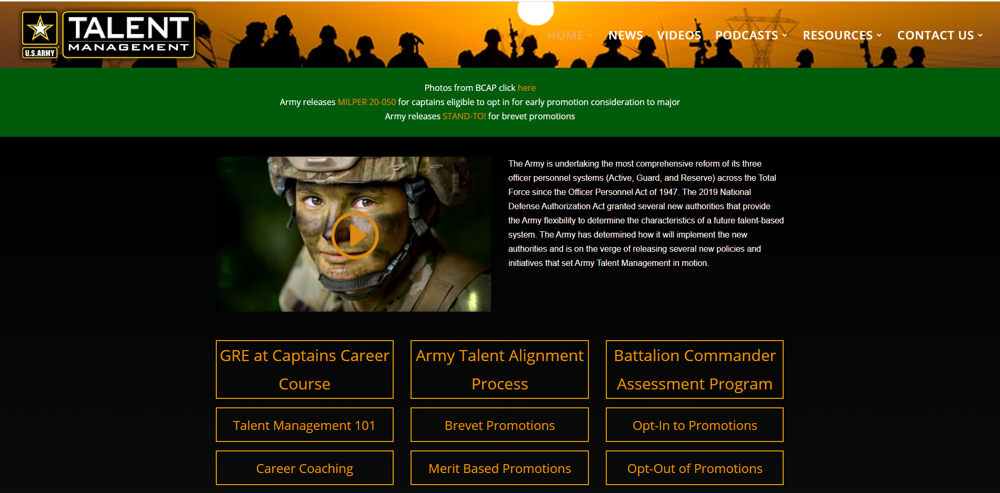 TALENT
MANAGEMENT
U.S.ARMY
HOME NEWS VIDEOS PODCASTS RESOURCES CONTACT US
Photos from BCAP click here
Army releases MILPER 20-050 for captains eligible to opt in for early promotion consideration to major
Army releases STAND-TO! for brevet promotions
The Army is undertaking the most comprehensive reform of its three
officer personnel systems (Active, Guard, and Reserve) across the Total
Force since the Officer Personnel Act of 1947. The 2019 National
Defense Authorization Act granted several new authorities that provide
the Army flexibility to determine the characteristics of a future talent-based
system. The Army has determined how it will implement the new
authorities and is on the verge of releasing several new policies and
initiatives that set Army Talent Management in motion.
GRE at Captains Career
Course
Army Talent Alignment
Process
Battalion Commander
Assessment Program
Talent Management 101
Brevet Promotions
Opt-In to Promotions
Career Coaching
Merit Based Promotions
Opt-Out of Promotions